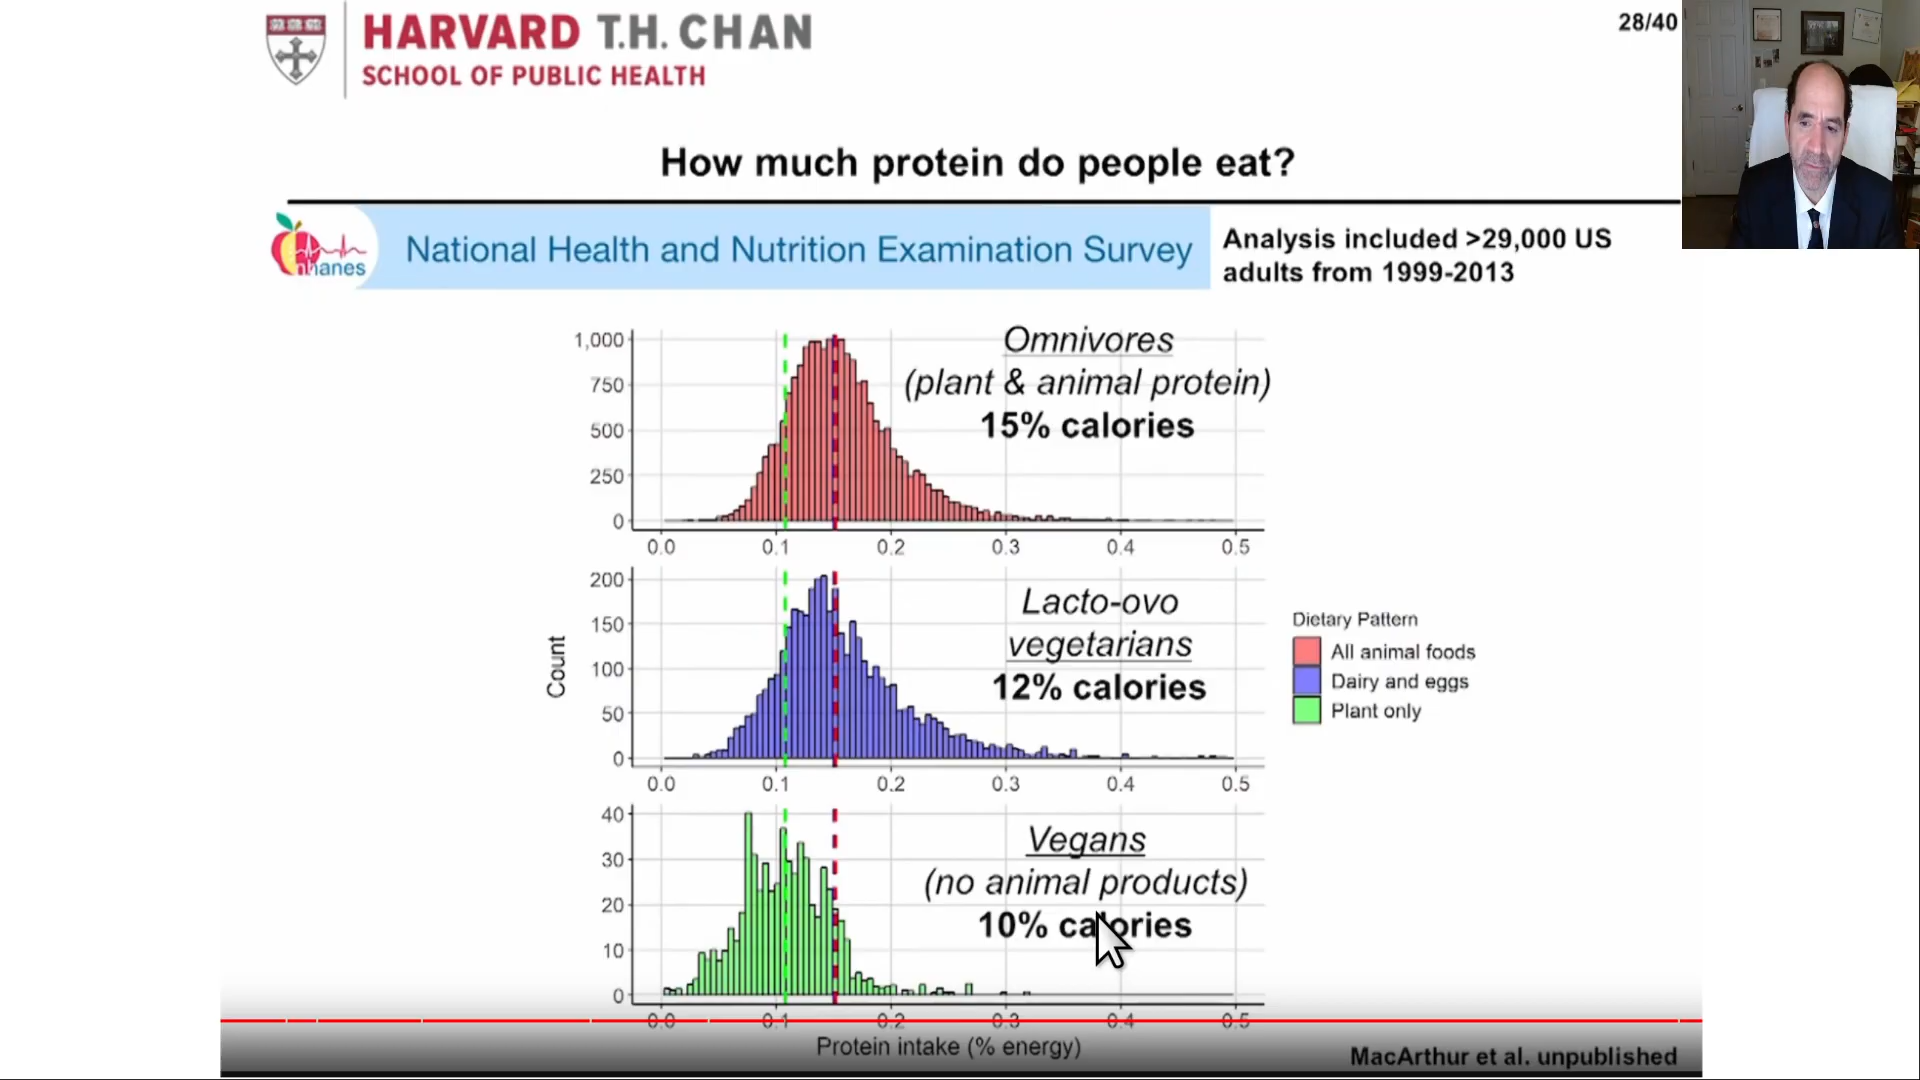 HARVARD T.H. CHAN
SCHOOL OF PUBLIC HEALTH
28/40
How much protein do people eat?
nhanes
National Health and Nutrition Examination Survey
Analysis included >29,000 US
adults from 1999-2013
Omnivores
(plant & animal protein)
15% calories
1,000
750
500
250
0
0.0 0.1 0.2 0.3 0.4 0.5
Lacto-ovo
vegetarians
12% calories
200
150
100
50
0
0.0 0.1 0.2 0.3 0.4 0.5
Count
Dietary Pattern
All animal foods
Dairy and eggs
Plant only
Vegans
(no animal products)
10% calories
40
30
20
10
0
0.0 0.1 0.2 0.3 0.4 0.5
Protein intake (% energy)
MacArthur et al. unpublished